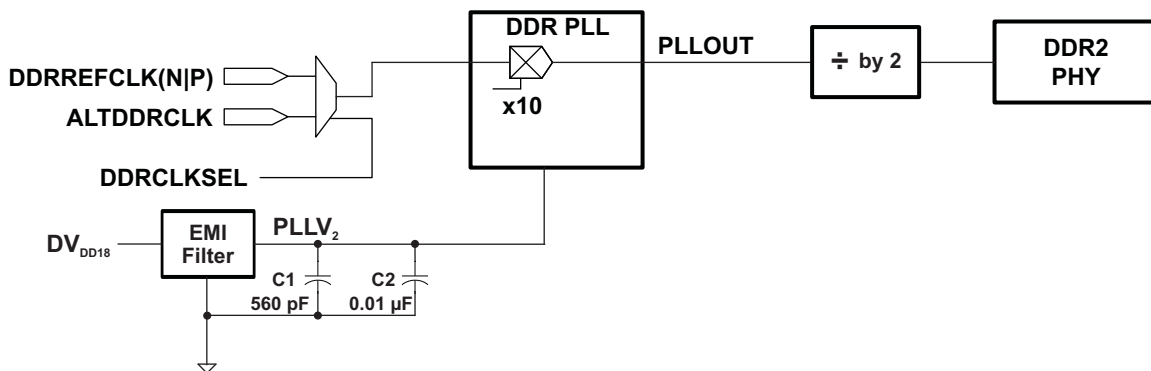 DDR PLL
PLLOUT
÷ by 2
DDR2
PHY
DDRREFCLK(N|P)
x10
ALTDDRCLK
DDRCLKSEL
EMI
Filter
PLLV2
DVDD18
C1
560 pF
C2
0.01 µF